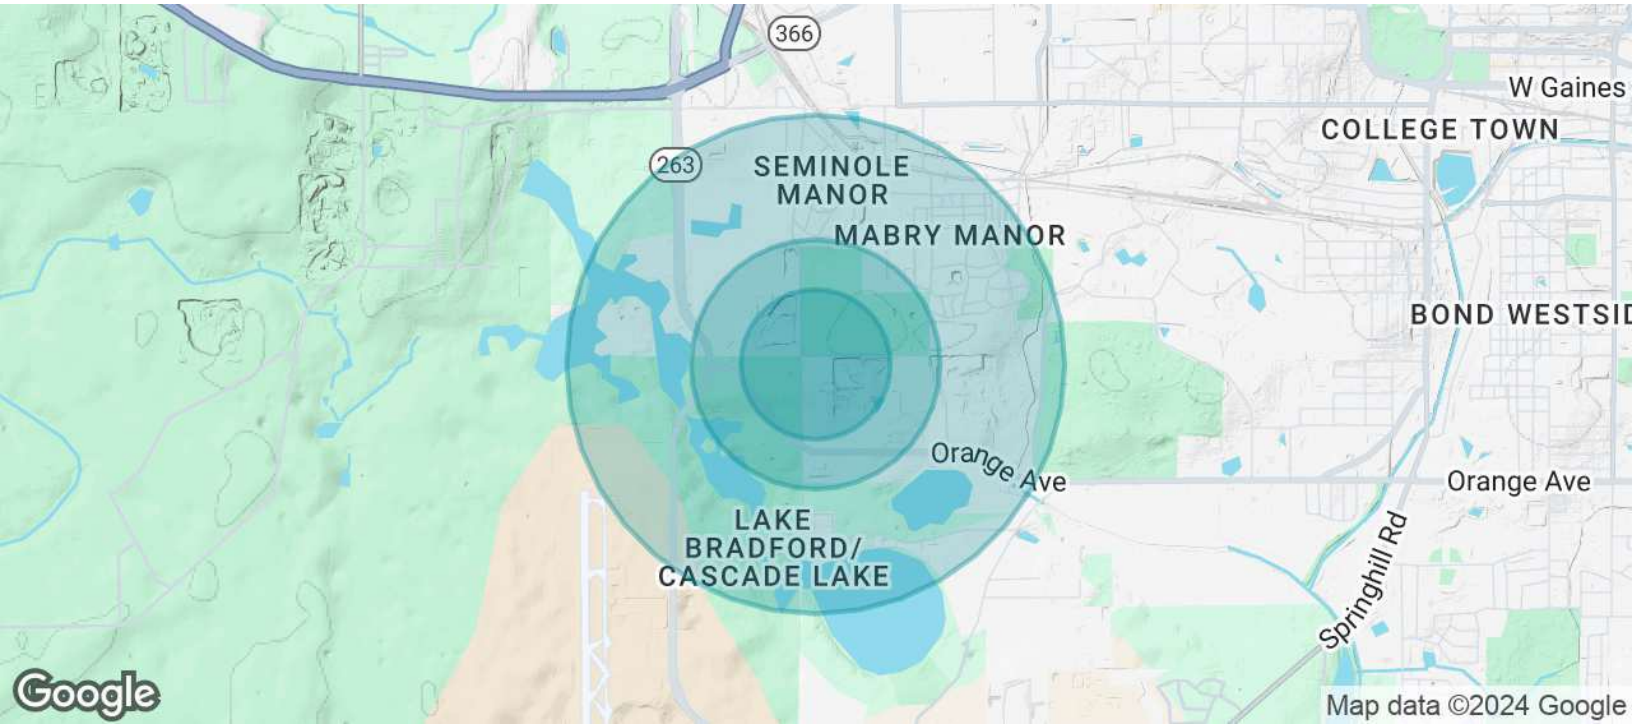 366
W Gaines
COLLEGE TOWN
263
SEMINOLE
MANOR
MABRY MANOR
BOND WESTSID
Orange Ave
Orange Ave
LAKE
BRADFORD/
CASCADE LAKE
Springhill Rd
Google
Map data ©2024 Google